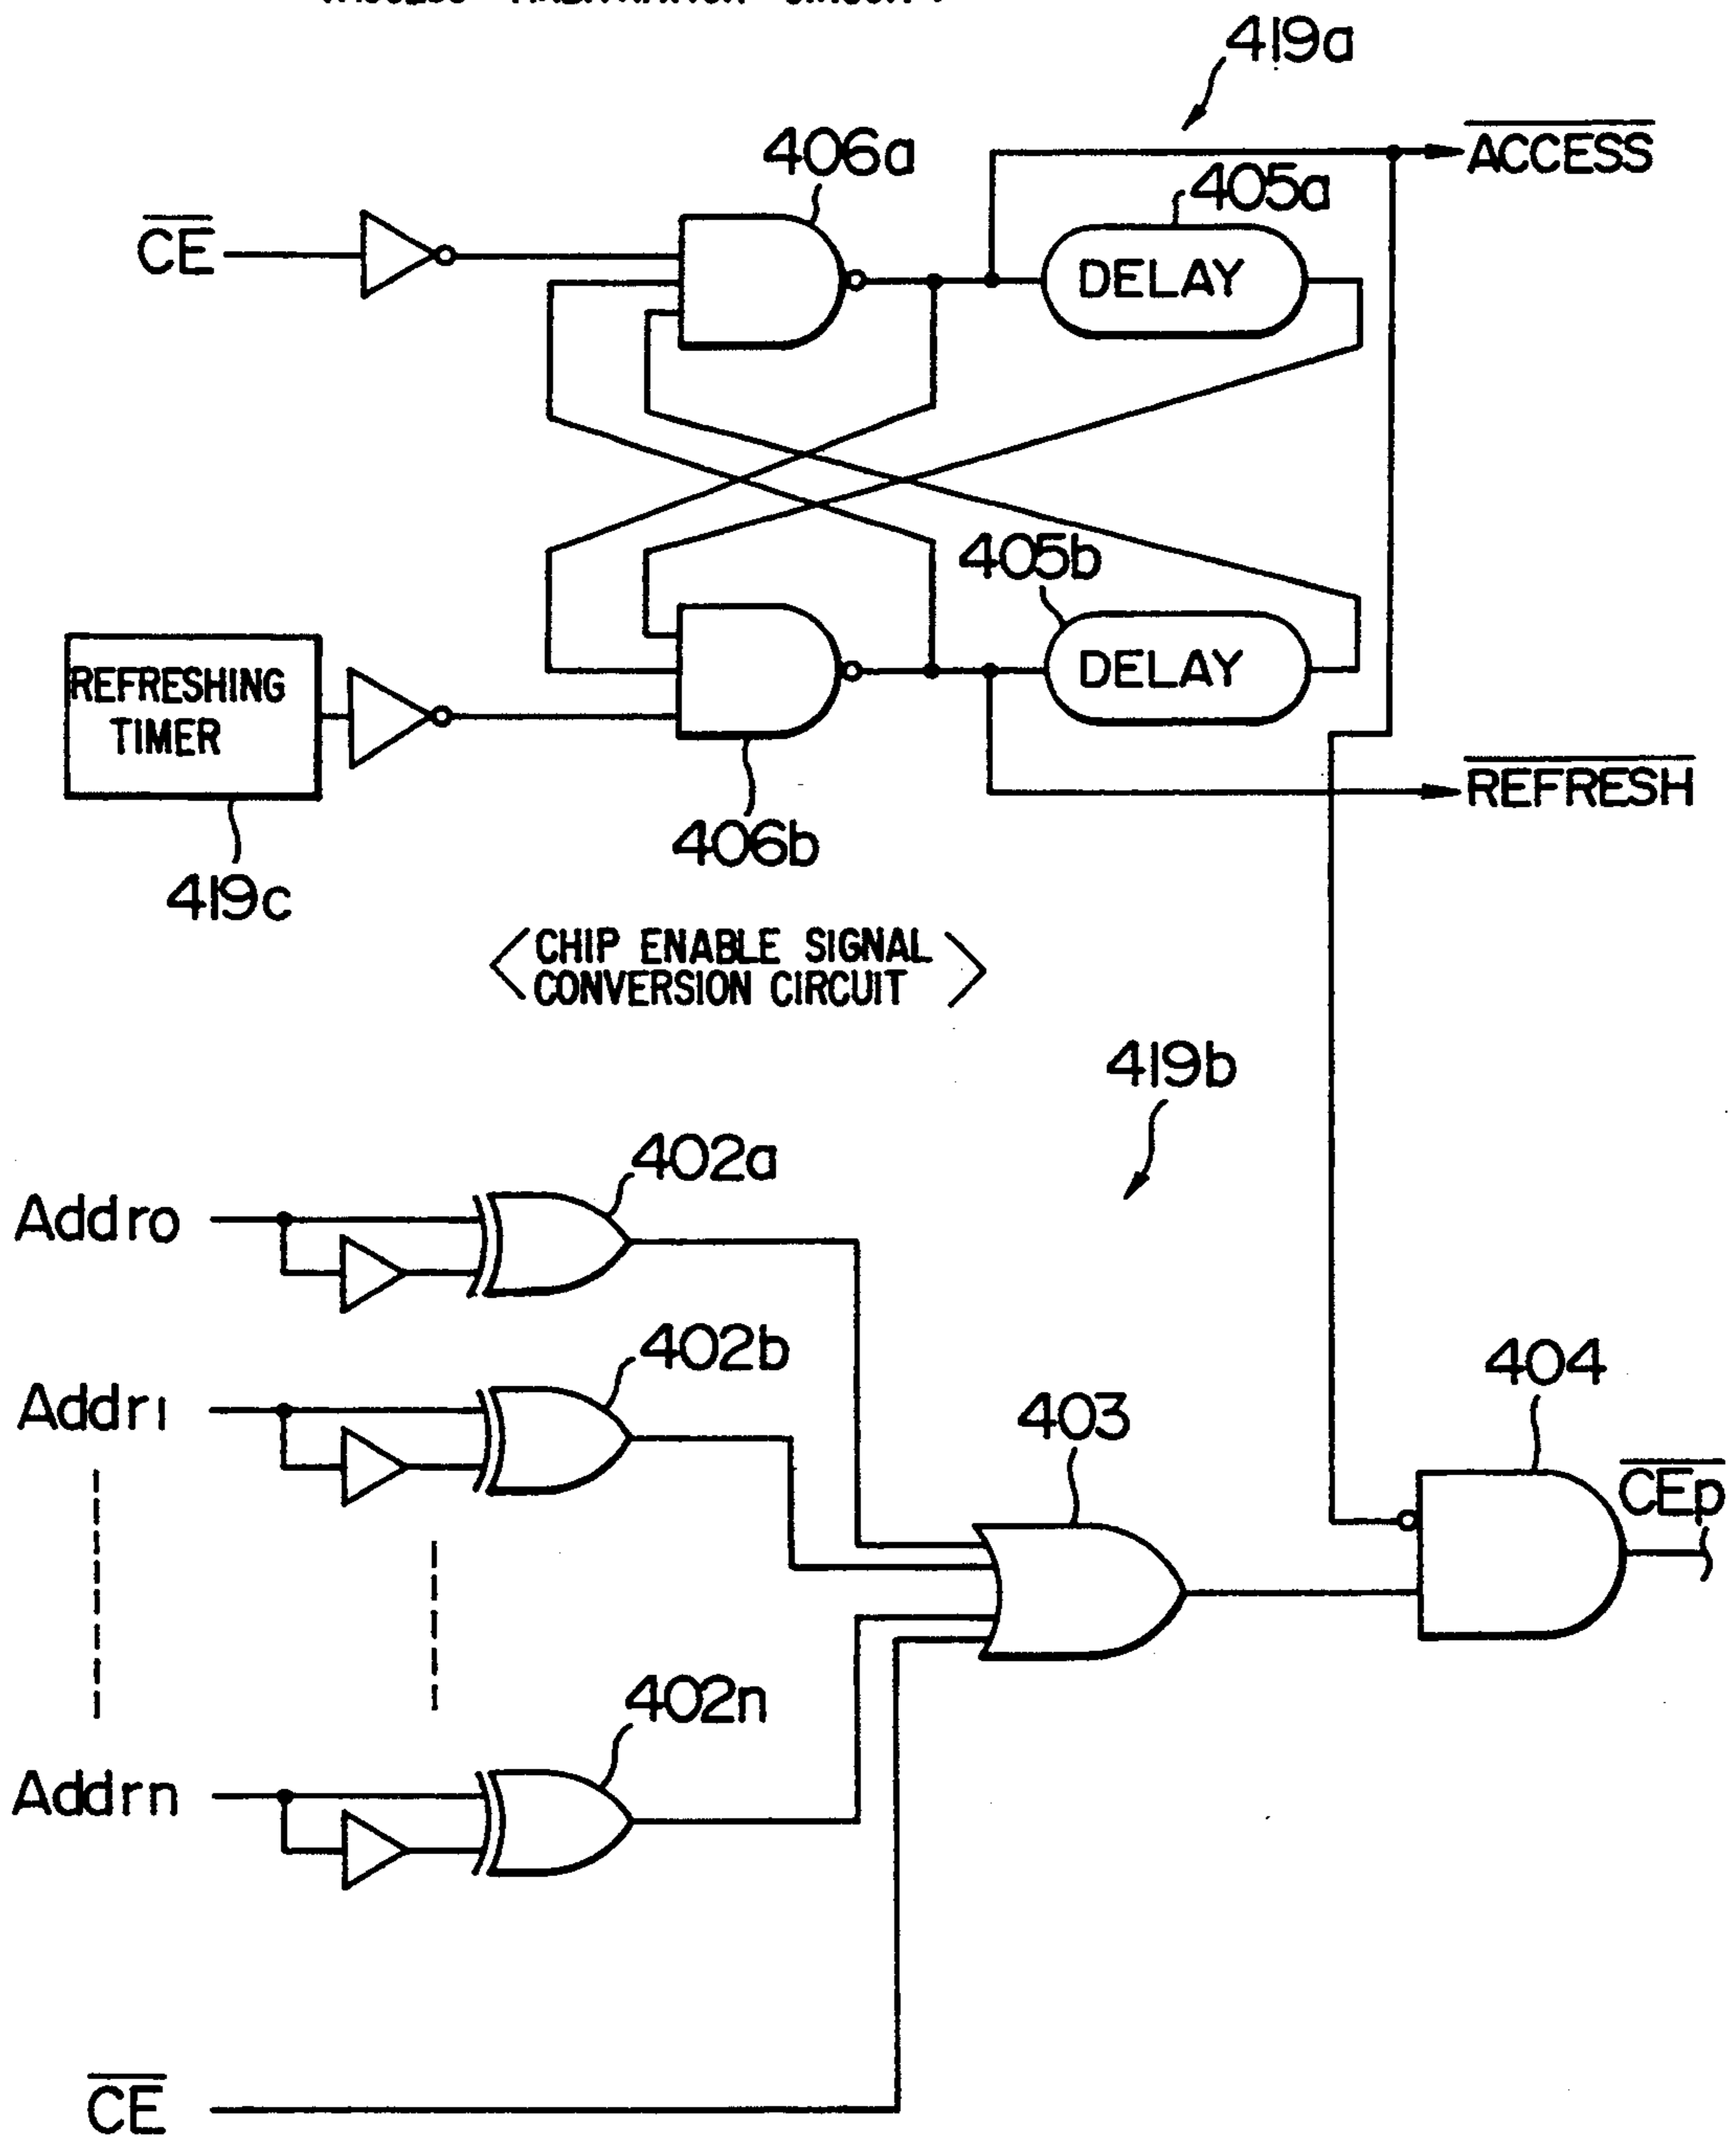 419a
406a
ACCESS
405a
CE
DELAY
405b
REFRESHING
TIMER
DELAY
REFRESH
406b
419c
CHIP ENABLE SIGNAL
CONVERSION CIRCUIT
419b
402a
Addr0
402b
404
Addr1
403
CEp
402n
Addrn
CE